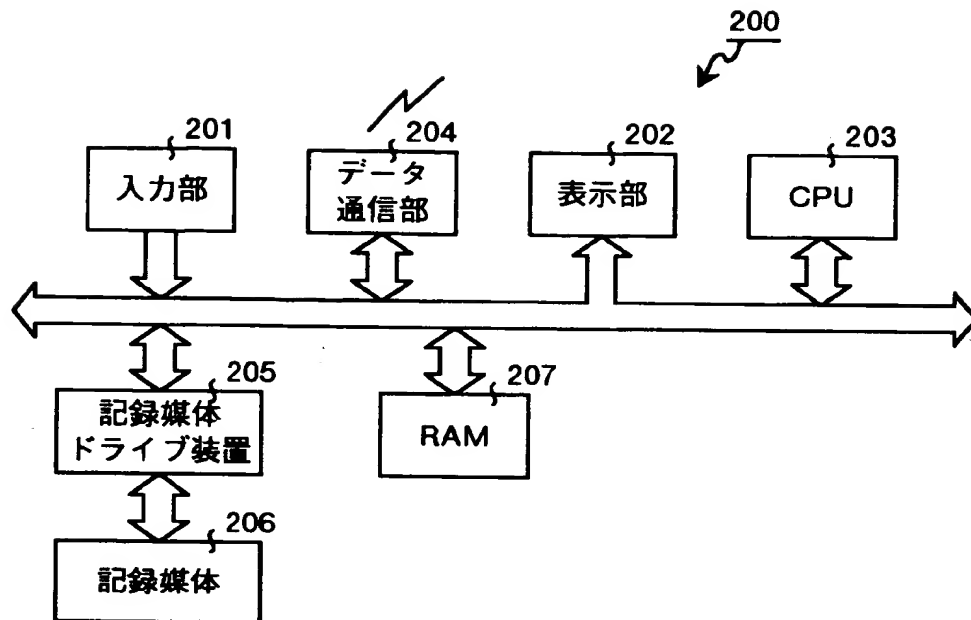 200
201
入力部
204
データ
通信部
202
表示部
203
CPU
205
記録媒体
ドライブ装置
207
RAM
206
記録媒体